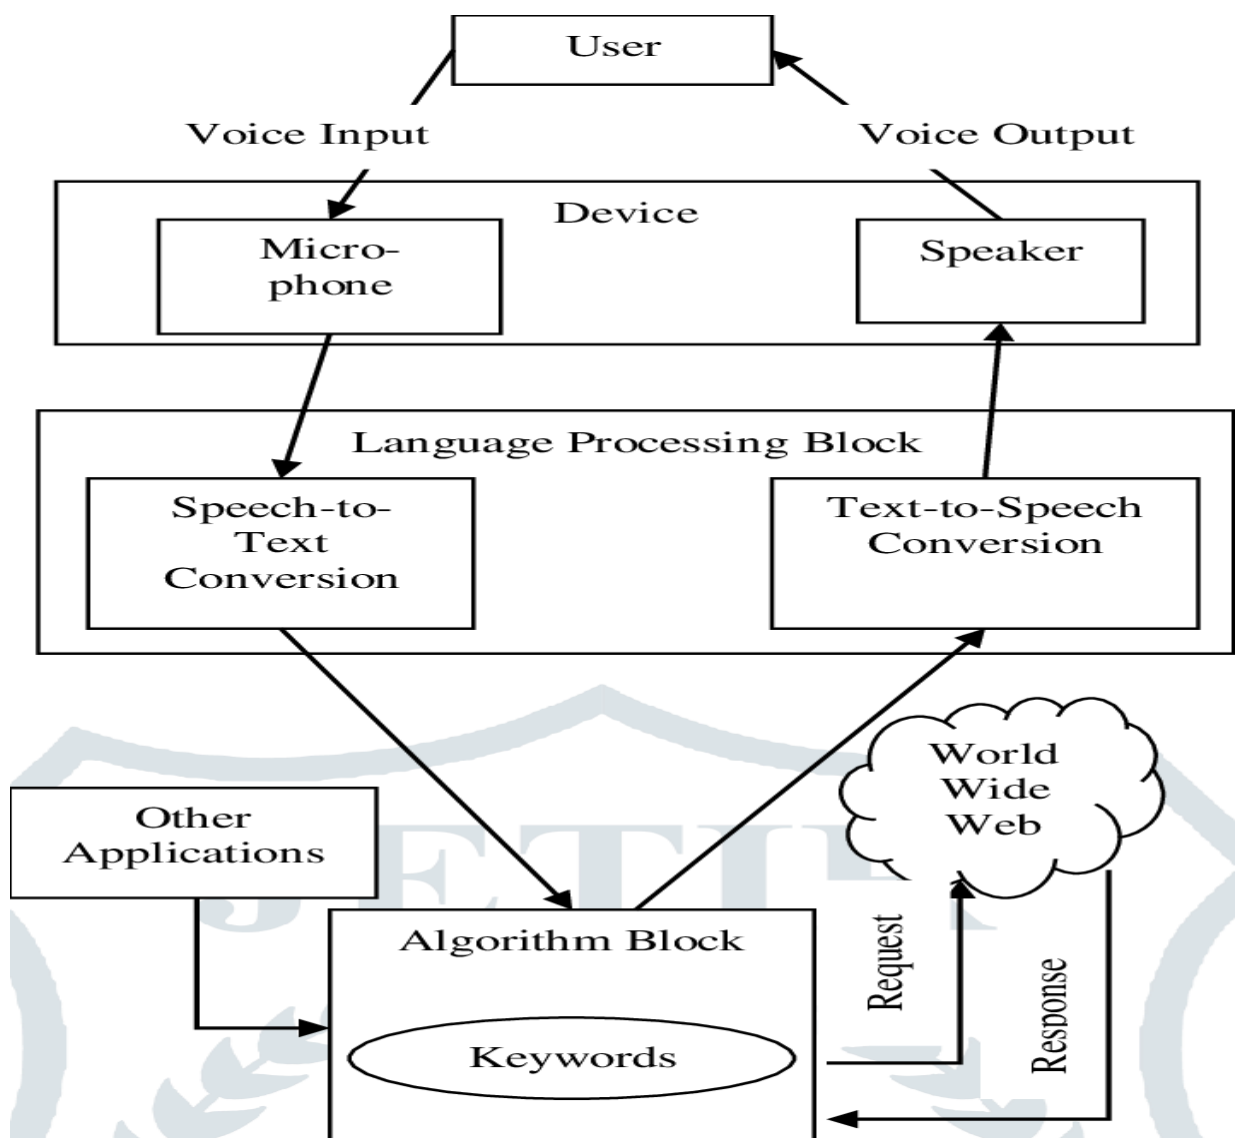 User
Voice Input
Voice Output
Device
Micro-
phone
Speaker
Language Processing Block
Speech-to-
Text
Conversion
Text-to-Speech
Conversion
World
Wide
Web
Other
Applications
JETIR
Algorithm Block
Keywords
Request
Response